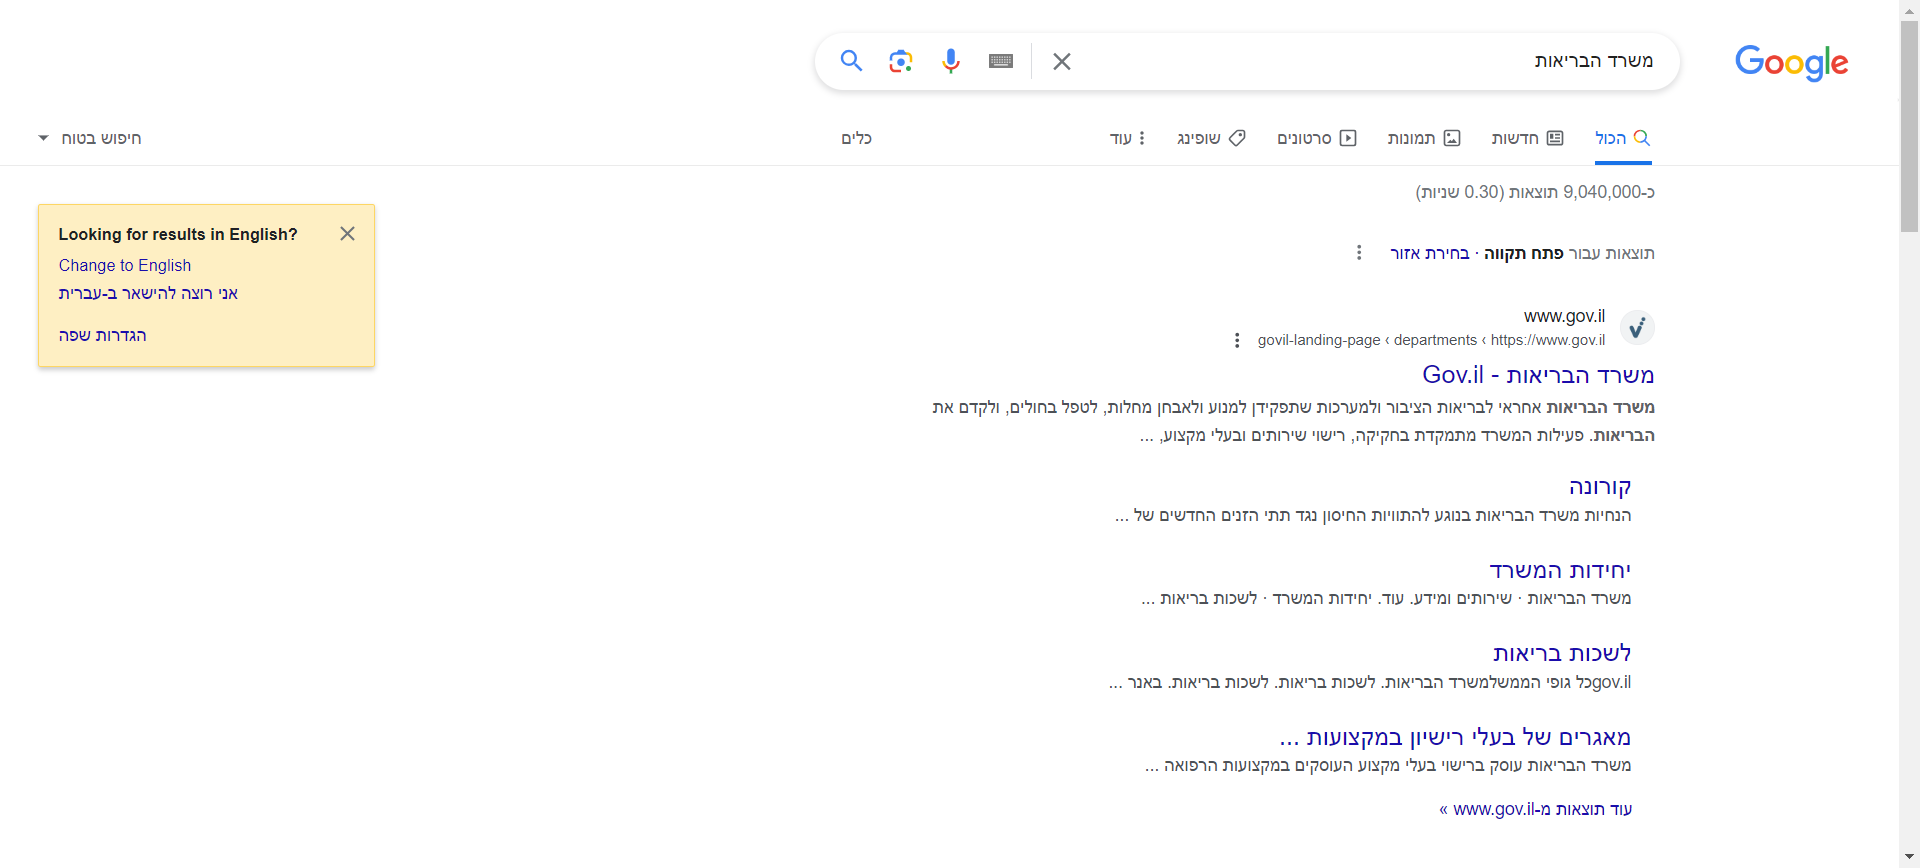 Google
משרד הבריאות
הכול
חדשות
תמונות
סרטונים
שופינג
עוד
כלים
חיפוש בטוח
כ-9,040,000 תוצאות (0.30 שניות)
תוצאות עבור פתח תקווה · בחירת אזור
www.gov.il
https://www.gov.il › departments › govil-landing-page
משרד הבריאות - Gov.il
משרד הבריאות אחראי לבריאות הציבור ולמערכות שתפקידן למנוע ולאבחן מחלות, לטפל בחולים, ולקדם את
הבריאות. פעילות המשרד מתמקדת בחקיקה, רישוי שירותים ובעלי מקצוע, ...
קורונה
הנחיות משרד הבריאות בנוגע להתוויות החיסון נגד תתי הזנים החדשים של ...
יחידות המשרד
משרד הבריאות · שירותים ומידע. עוד. יחידות המשרד · לשכות בריאות ...
לשכות בריאות
gov.ilכל גופי הממשלמשרד הבריאות. לשכות בריאות. לשכות בריאות. באנר ...
מאגרים של בעלי רישיון במקצועות ...
משרד הבריאות עוסק ברישוי בעלי מקצוע העוסקים במקצועות הרפואה ...
עוד תוצאות מ-www.gov.il »
Looking for results in English?
Change to English
אני רוצה להישאר ב-עברית
הגדרות שפה